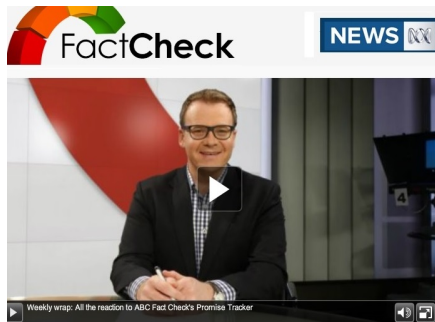 FactCheck
NEWS
4
Weekly wrap: All the reaction to ABC Fact Check's Promise Tracker